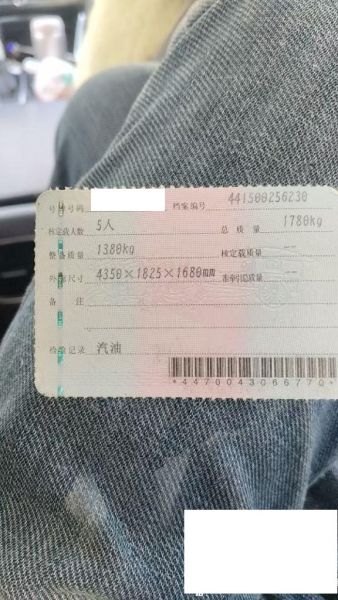 号牌号码 档案编号 441500256230
核定载人数 5人 总质量 1780kg
整备质量 1380kg 核定载质量 --
外廓尺寸 4350×1825×1680mm 准牵引总质量 --
备注
检验记录 汽油
*4470043066770*